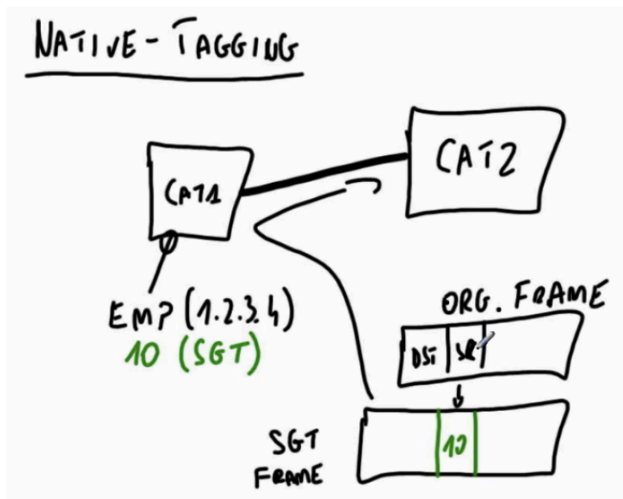 NATIVE-TAGGING
CAT1
CAT2
EMP (1.2.3.4)
10 (SGT)
ORG. FRAME
DST
10
SGT
FRAME